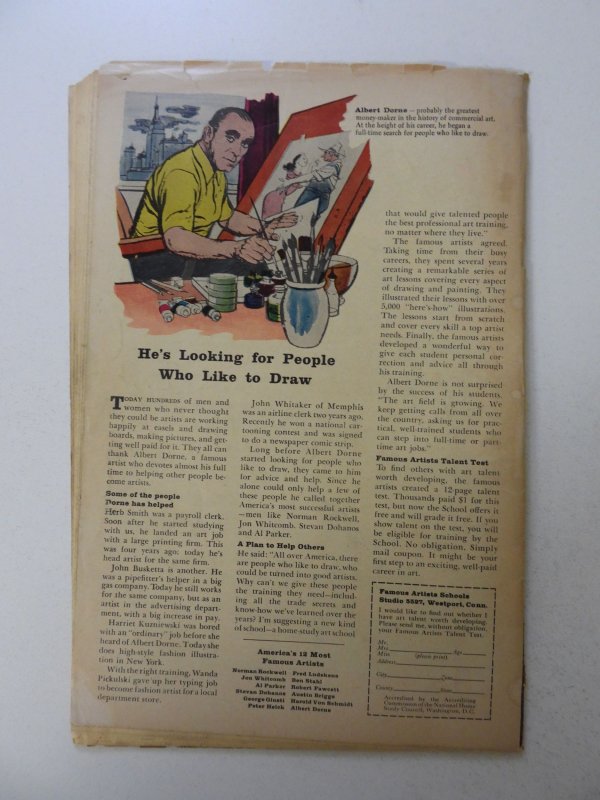 Albert Dorne — probably the greatest
money-maker in the history of commercial art.
At the height of his career, he began a
full-time search for people who like to draw.
He's Looking for People
Who Like to Draw
TODAY HUNDREDS of men and
women who never thought
they could be artists are working
happily at easels and drawing
boards, making pictures, and get-
ting well paid for it. They all can
thank Albert Dorne, a famous
artist who devotes almost his full
time to helping other people be-
come artists.
Some of the people
Dorne has helped
Herb Smith was a payroll clerk.
Soon after he started studying
with us, he landed an art job
with a large printing firm. This
was four years ago; today he's
head artist for the same firm.
John Busketta is another. He
was a pipefitter's helper in a big
gas company. Today he still works
for the same company, but as an
artist in the advertising depart-
ment, with a big increase in pay.
Harriet Kuzniewski was bored
with an "ordinary" job before she
heard of Albert Dorne. Today she
does high-style fashion illustra-
tion in New York.
With the right training, Wanda
Pickulski gave up her typing job
to become fashion artist for a local
department store.
John Whitaker of Memphis
was an airline clerk two years ago.
Recently he won a national car-
tooning contest and was signed
to do a newspaper comic strip.
Long before Albert Dorne
started looking for people who
like to draw, they came to him
for advice and help. Since he
alone could only help a few of
these people he called together
America's most successful artists
—men like Norman Rockwell,
Jon Whitcomb, Stevan Dohanos
and Al Parker.
A Plan to Help Others
He said: "All over America, there
are people who like to draw, who
could be turned into good artists.
Why can't we give these people
the training they need—includ-
ing all the trade secrets and
know-how we've learned over the
years? I'm suggesting a new kind
of school—a home-study art school
America's 12 Most
Famous Artists
Norman Rockwell
Jon Whitcomb
Al Parker
Stevan Dohanos
George Giusti
Peter Helck
Fred Ludekens
Ben Stahl
Robert Fawcett
Austin Briggs
Harold Von Schmidt
Albert Dorne
that would give talented people
the best professional art training,
no matter where they live."
The famous artists agreed.
Taking time from their busy
careers, they spent several years
creating a remarkable series of
art lessons covering every aspect
of drawing and painting. They
illustrated their lessons with over
5,000 "here's-how" illustrations.
The lessons start from scratch
and cover every skill a top artist
needs. Finally, the famous artists
developed a wonderful way to
give each student personal cor-
rection and advice all through
his training.
Albert Dorne is not surprised
by the success of his students.
"The art field is growing. We
keep getting calls from all over
the country, asking us for prac-
tical, well-trained students who
can step into full-time or part-
time art jobs."
Famous Artists Talent Test
To find others with art talent
worth developing, the famous
artists created a 12-page talent
test. Thousands paid $1 for this
test, but now the School offers it
free and will grade it free. If you
show talent on the test, you will
be eligible for training by the
School. No obligation. Simply
mail coupon. It might be your
first step to an exciting, well-paid
career in art.
Famous Artists Schools
Studio 5527, Westport, Conn.
I would like to find out whether I
have art talent worth developing.
Please send me, without obligation,
your Famous Artists Talent Test.
Mr.
Mrs. Age
Miss (please print)
Address
City Zone
County State
Accredited by the Accrediting
Commission of the National Home
Study Council, Washington, D.C.